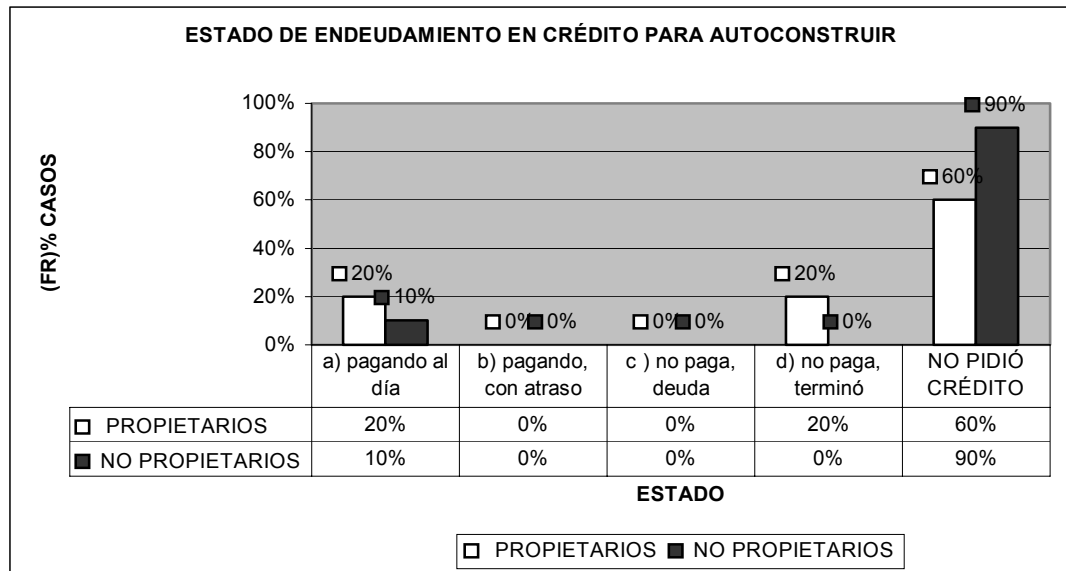 ESTADO DE ENDEUDAMIENTO EN CRÉDITO PARA AUTOCONSTRUIR
(FR)% CASOS
100%
80%
60%
40%
20%
0%
20%
10%
0%
0%
0%
0%
20%
0%
60%
90%
a) pagando al día
b) pagando, con atraso
c ) no paga, deuda
d) no paga, terminó
NO PIDIÓ CRÉDITO
PROPIETARIOS 20% 0% 0% 20% 60%
NO PROPIETARIOS 10% 0% 0% 0% 90%
ESTADO
PROPIETARIOS NO PROPIETARIOS